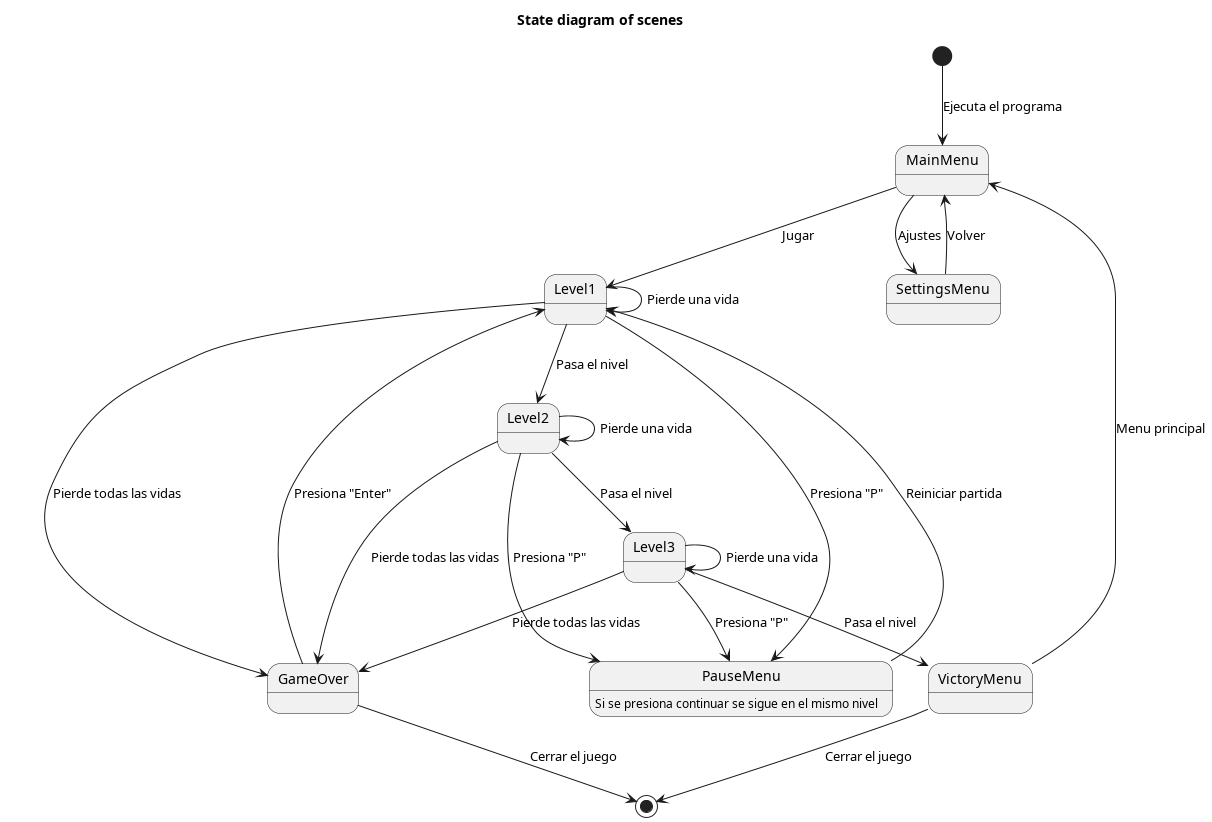 State diagram of scenes
Ejecuta el programa
MainMenu
Jugar
Ajustes
Volver
Level1
Pierde una vida
SettingsMenu
Pasa el nivel
Level2
Pierde una vida
Menu principal
Pierde todas las vidas
Presiona "Enter"
Pasa el nivel
Presiona "P"
Reiniciar partida
Level3
Pierde todas las vidas
Presiona "P"
Pierde una vida
Pierde todas las vidas
Presiona "P"
Pasa el nivel
GameOver
PauseMenu
Si se presiona continuar se sigue en el mismo nivel
VictoryMenu
Cerrar el juego
Cerrar el juego